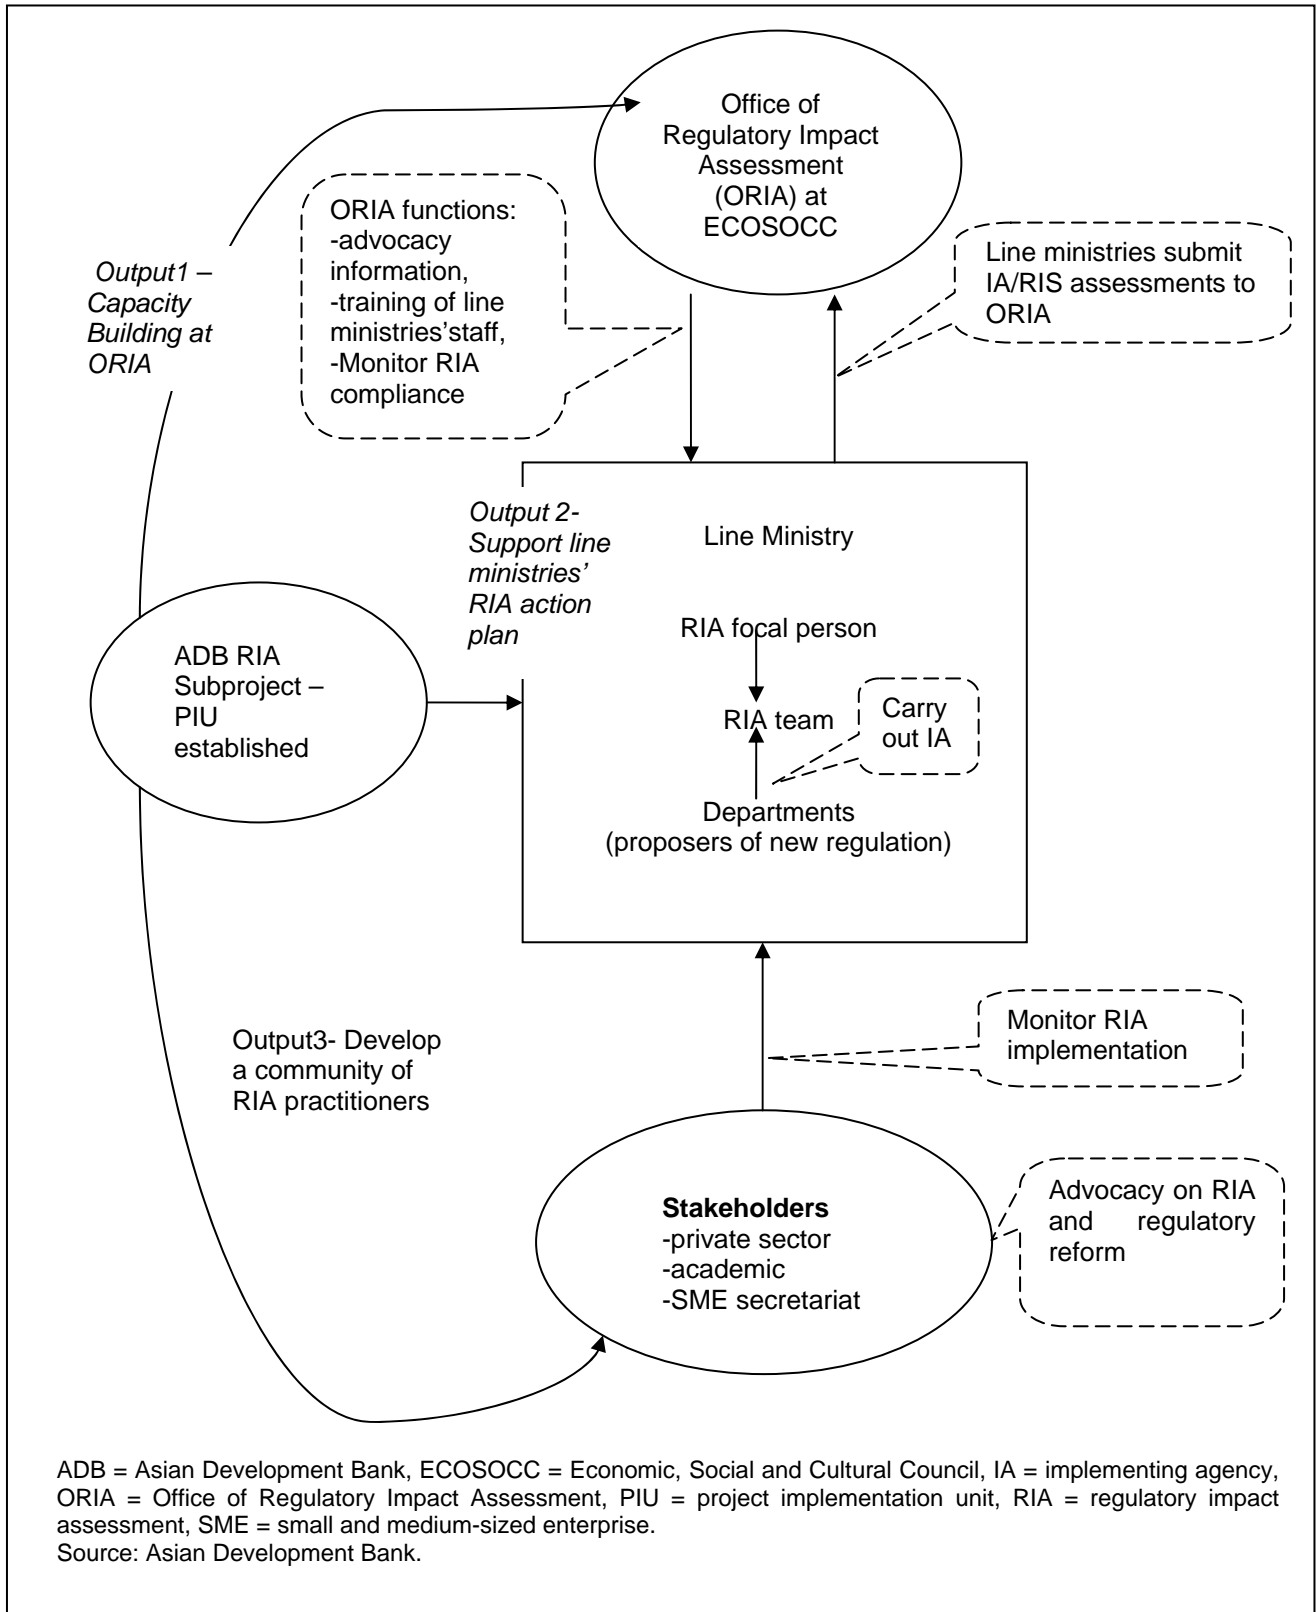 Office of
Regulatory Impact
Assessment
(ORIA) at
ECOSOCC
ORIA functions:
-advocacy
information,
-training of line
ministries'staff,
-Monitor RIA
compliance
Line ministries submit
IA/RIS assessments to
ORIA
Output1 –
Capacity
Building at
ORIA
Output 2-
Support line
ministries'
RIA action
plan
Line Ministry
RIA focal person
RIA team
Carry
out IA
Departments
(proposers of new regulation)
ADB RIA
Subproject –
PIU
established
Output3- Develop
a community of
RIA practitioners
Monitor RIA
implementation
Stakeholders
-private sector
-academic
-SME secretariat
Advocacy on RIA
and regulatory
reform
ADB = Asian Development Bank, ECOSOCC = Economic, Social and Cultural Council, IA = implementing agency,
ORIA = Office of Regulatory Impact Assessment, PIU = project implementation unit, RIA = regulatory impact
assessment, SME = small and medium-sized enterprise.
Source: Asian Development Bank.